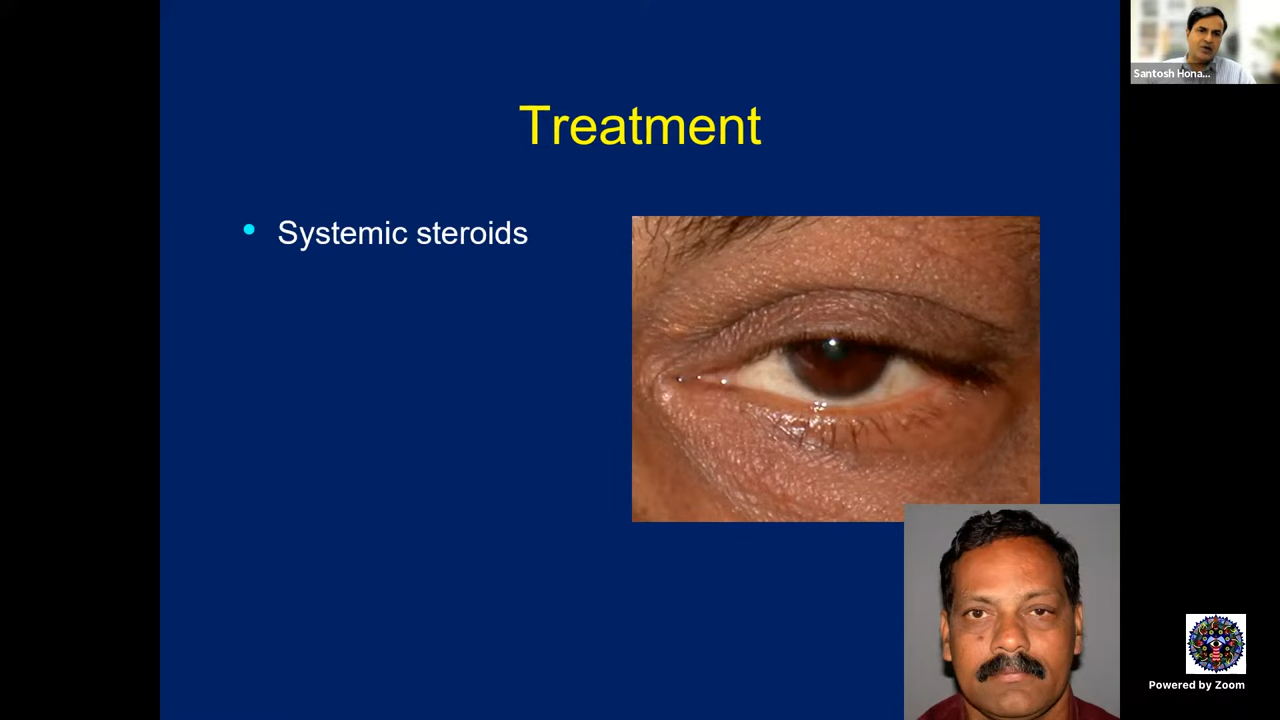 Santosh Hona...
Treatment
• Systemic steroids
Powered by Zoom